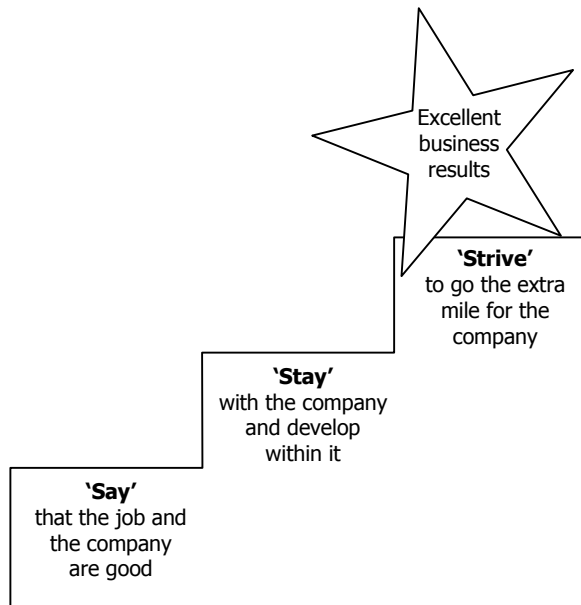 Excellent
business
results
‘Strive’
to go the extra
mile for the
company
‘Stay’
with the company
and develop
within it
‘Say’
that the job and
the company
are good